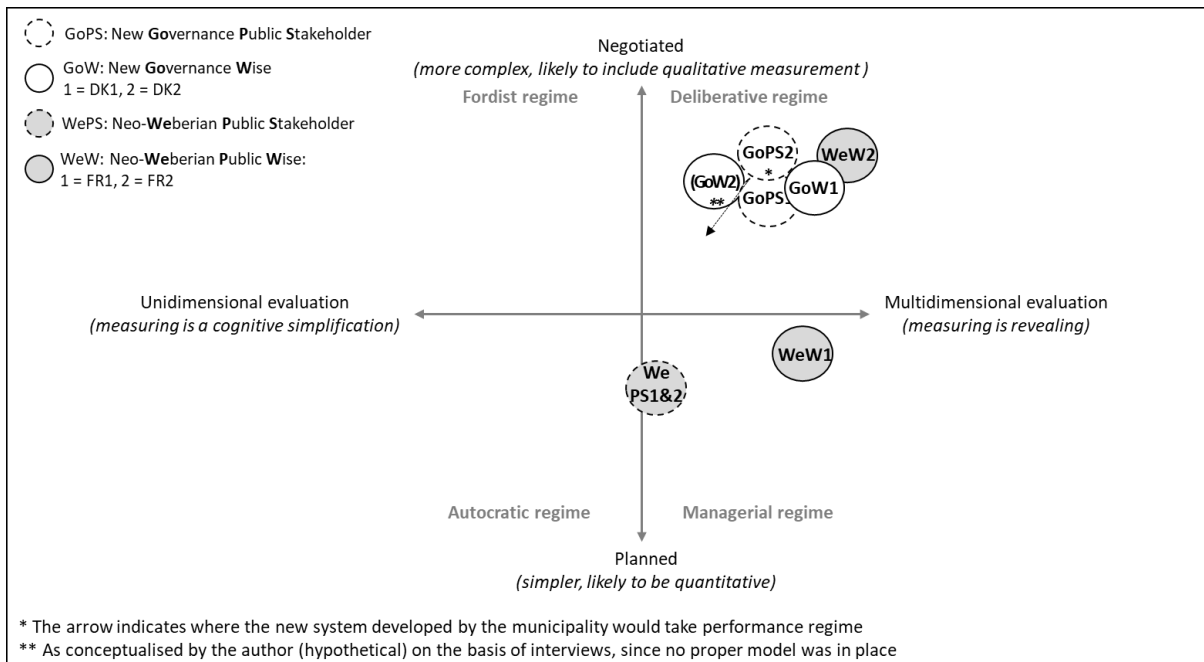 GoPS: New Governance Public Stakeholder
GoW: New Governance Wise
1 = DK1, 2 = DK2
WePS: Neo-Weberian Public Stakeholder
WeW: Neo-Weberian Public Wise:
1 = FR1, 2 = FR2
Negotiated
(more complex, likely to include qualitative measurement )
Fordist regime
Deliberative regime
GoPS2
*
WeW2
(GoW2)
**
GoW1
Unidimensional evaluation
(measuring is a cognitive simplification)
Multidimensional evaluation
(measuring is revealing)
WeW1
We
PS1&2
Autocratic regime
Managerial regime
Planned
(simpler, likely to be quantitative)
* The arrow indicates where the new system developed by the municipality would take performance regime
** As conceptualised by the author (hypothetical) on the basis of interviews, since no proper model was in place